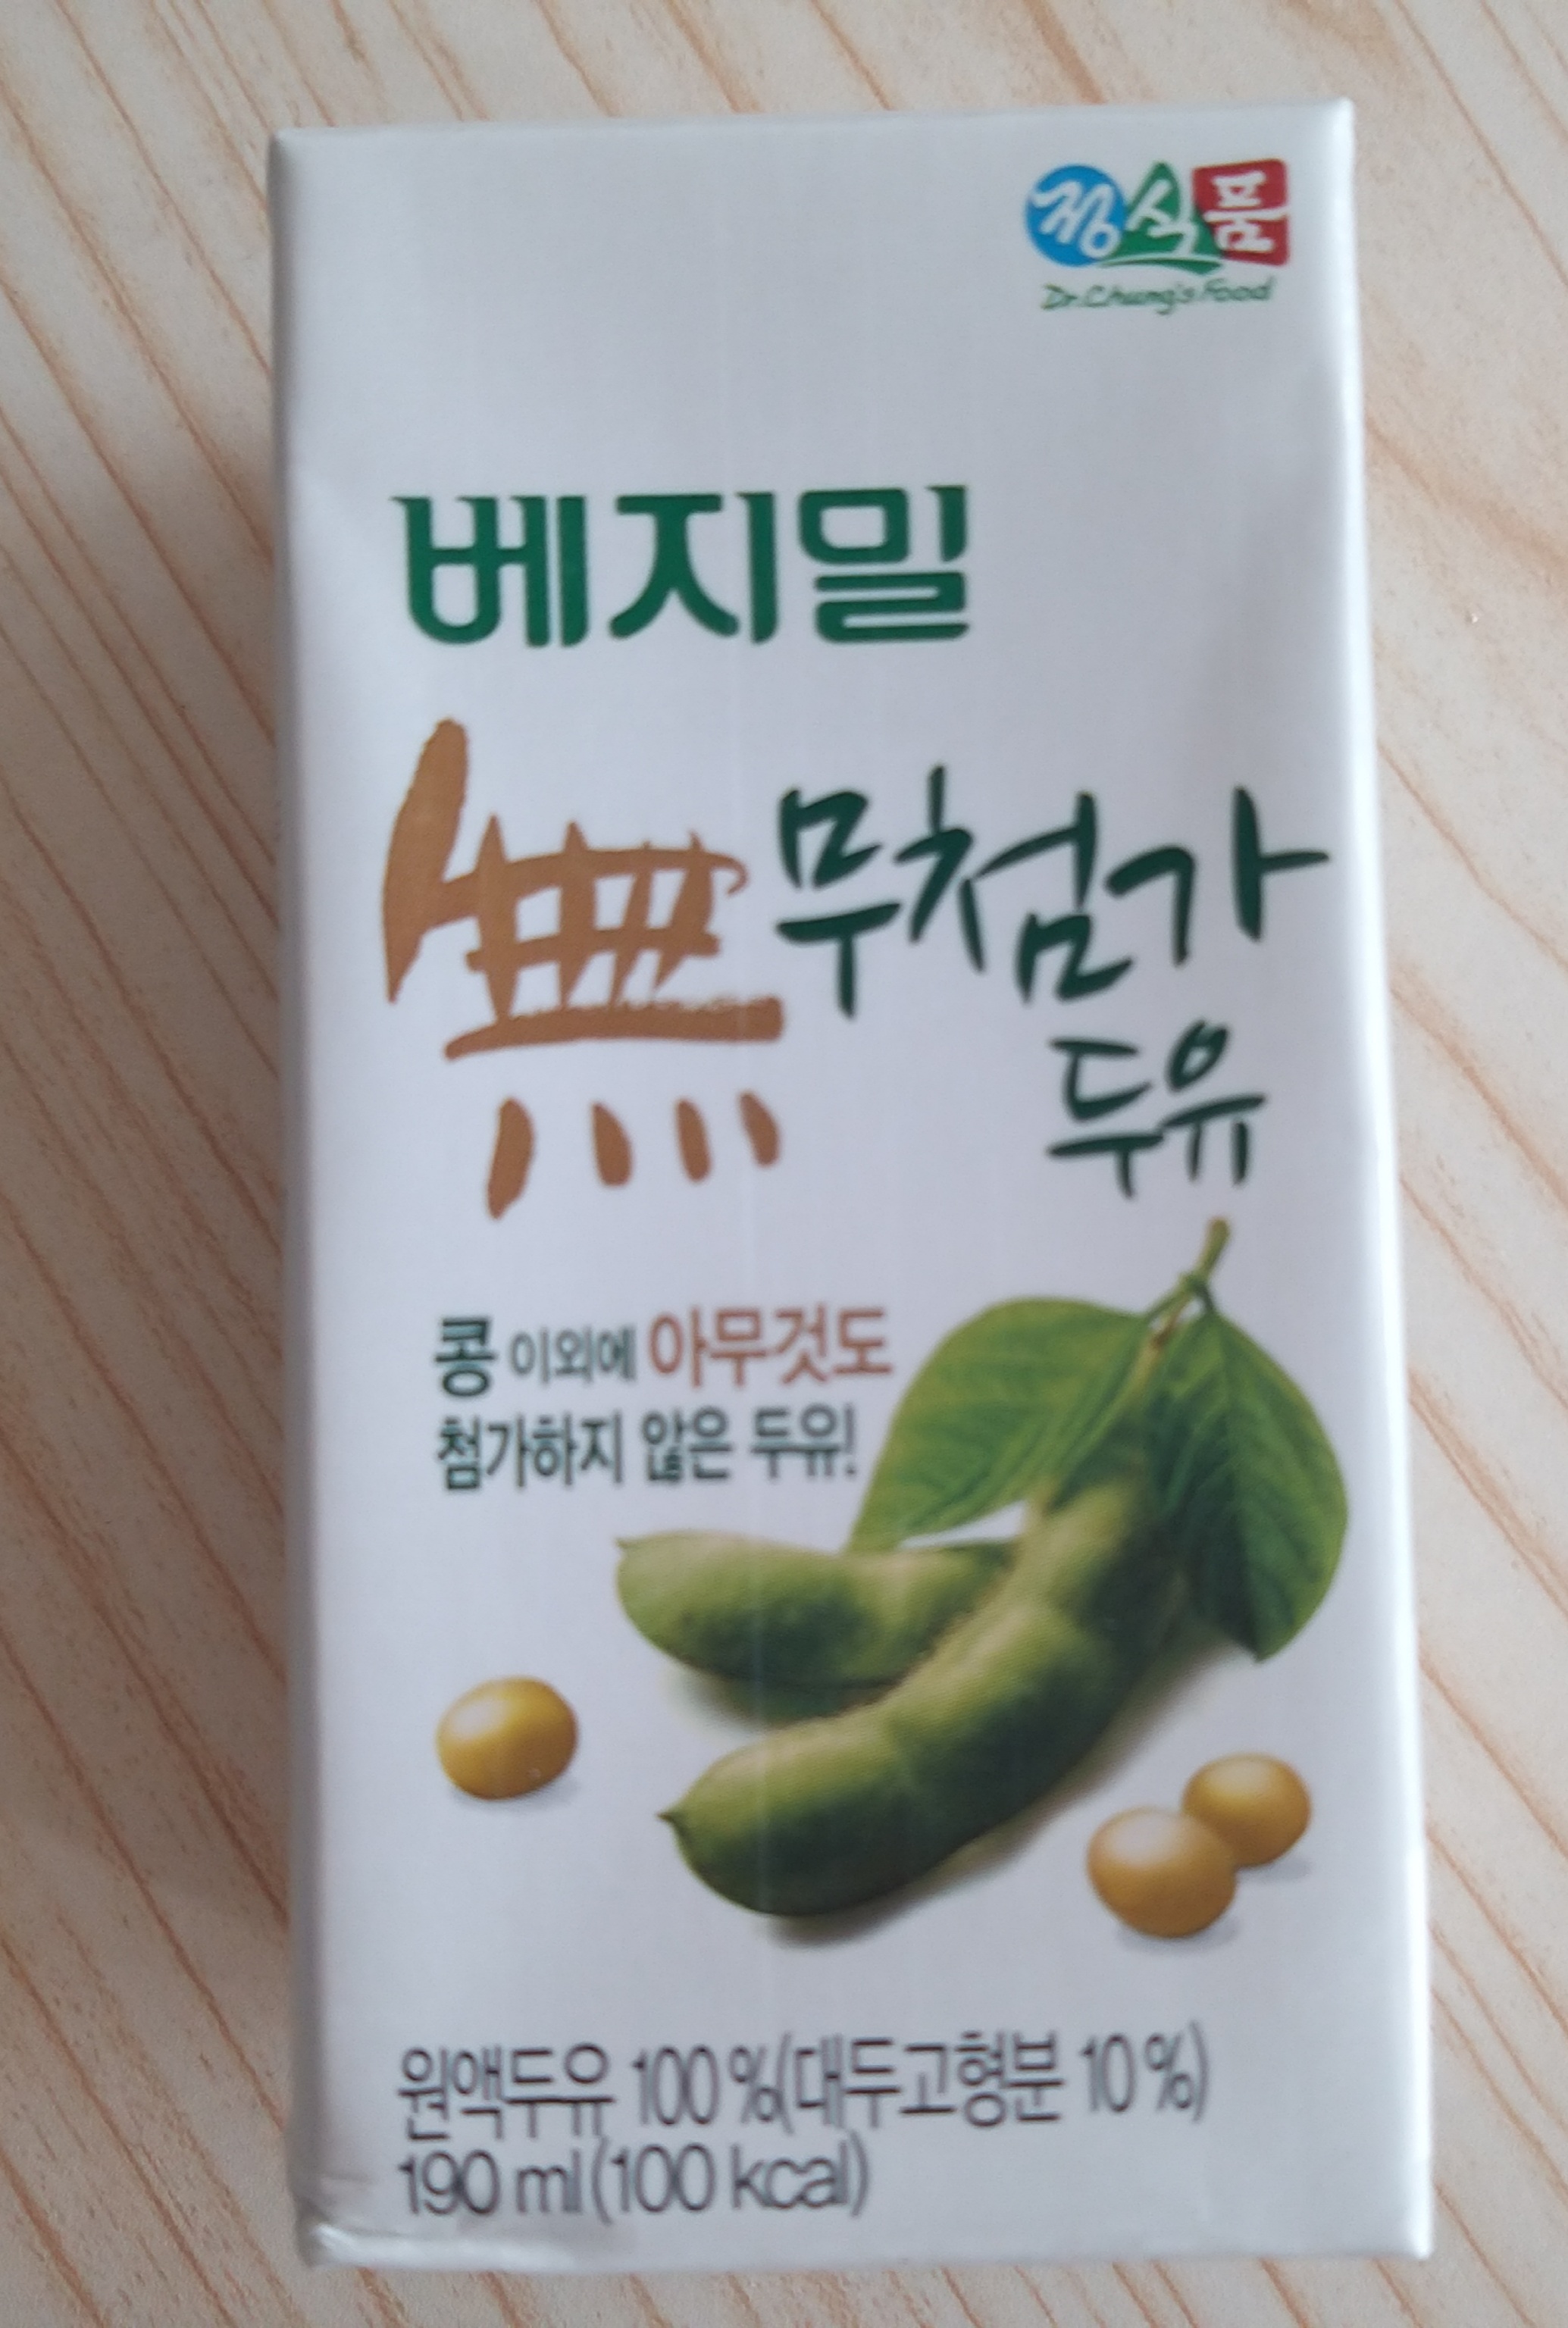 정식품
Dr.Chung's Food
베지밀
無 무첨가
두유
콩 이외에 아무것도
첨가하지 않은 두유!
원액두유 100 %(대두고형분 10 %)
190 ml(100 kcal)